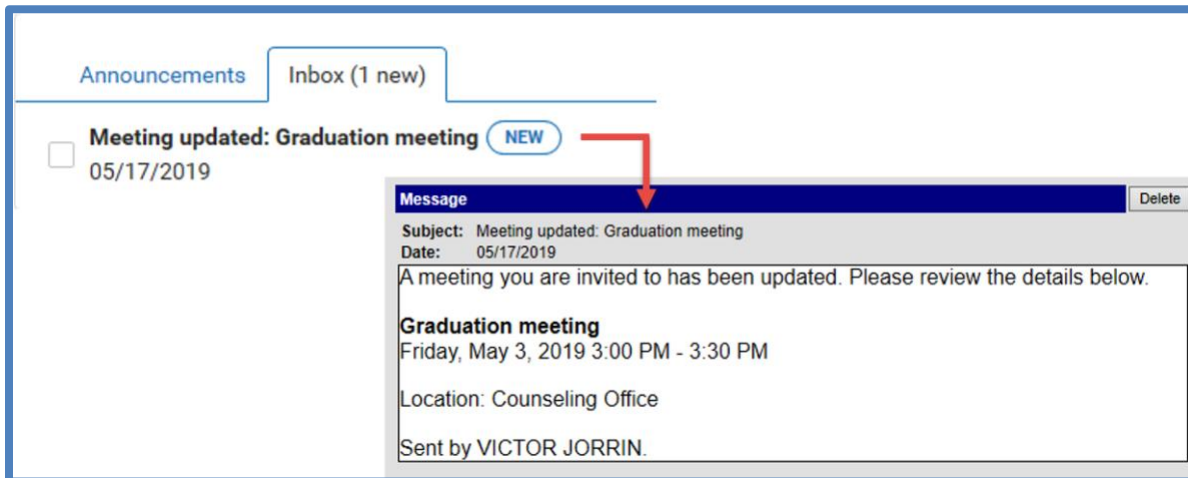 Announcements
Inbox (1 new)
Meeting updated: Graduation meeting NEW
05/17/2019
Message
Delete
Subject: Meeting updated: Graduation meeting
Date: 05/17/2019
A meeting you are invited to has been updated. Please review the details below.
Graduation meeting
Friday, May 3, 2019 3:00 PM - 3:30 PM
Location: Counseling Office
Sent by VICTOR JORRIN.